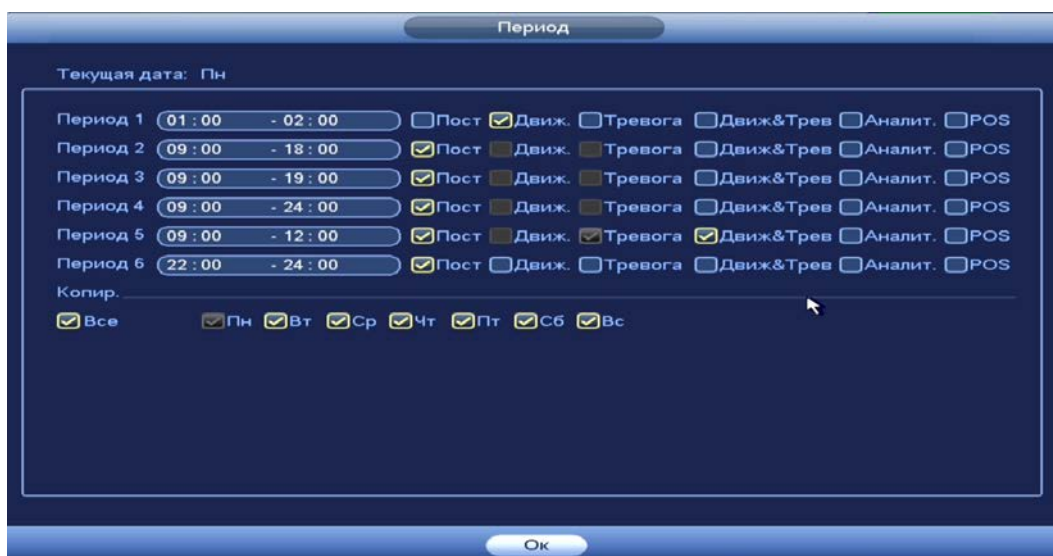 Период
Текущая дата: Пн
Период 1 01:00 - 02:00 Пост Движ. Тревога Движ&Трев Аналит. POS
Период 2 09:00 - 18:00 Пост Движ. Тревога Движ&Трев Аналит. POS
Период 3 09:00 - 19:00 Пост Движ. Тревога Движ&Трев Аналит. POS
Период 4 09:00 - 24:00 Пост Движ. Тревога Движ&Трев Аналит. POS
Период 5 09:00 - 12:00 Пост Движ. Тревога Движ&Трев Аналит. POS
Период 6 22:00 - 24:00 Пост Движ. Тревога Движ&Трев Аналит. POS
Копир.
Все Пн Вт Ср Чт Пт Сб Вс
Ок